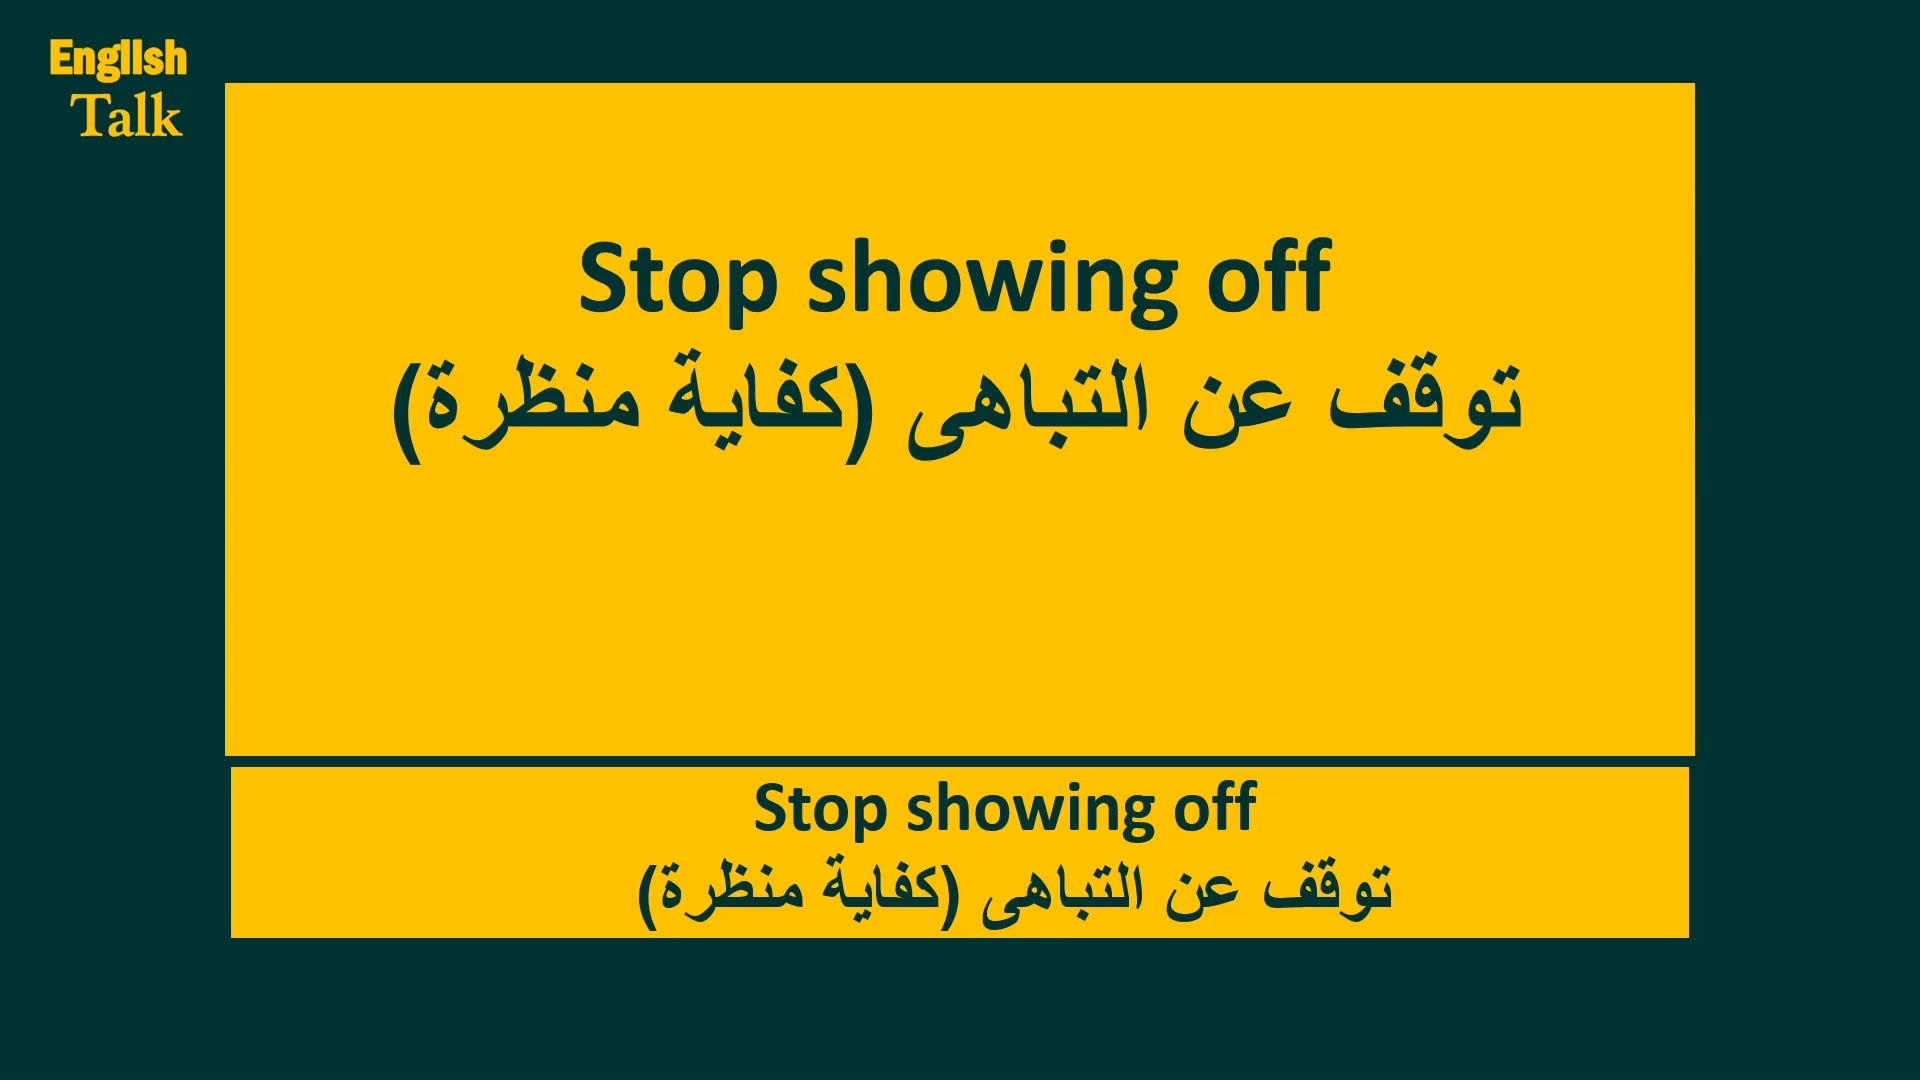 English
Talk
Stop showing off
توقف عن التباهى (كفاية منظرة)
Stop showing off
توقف عن التباهى (كفاية منظرة)